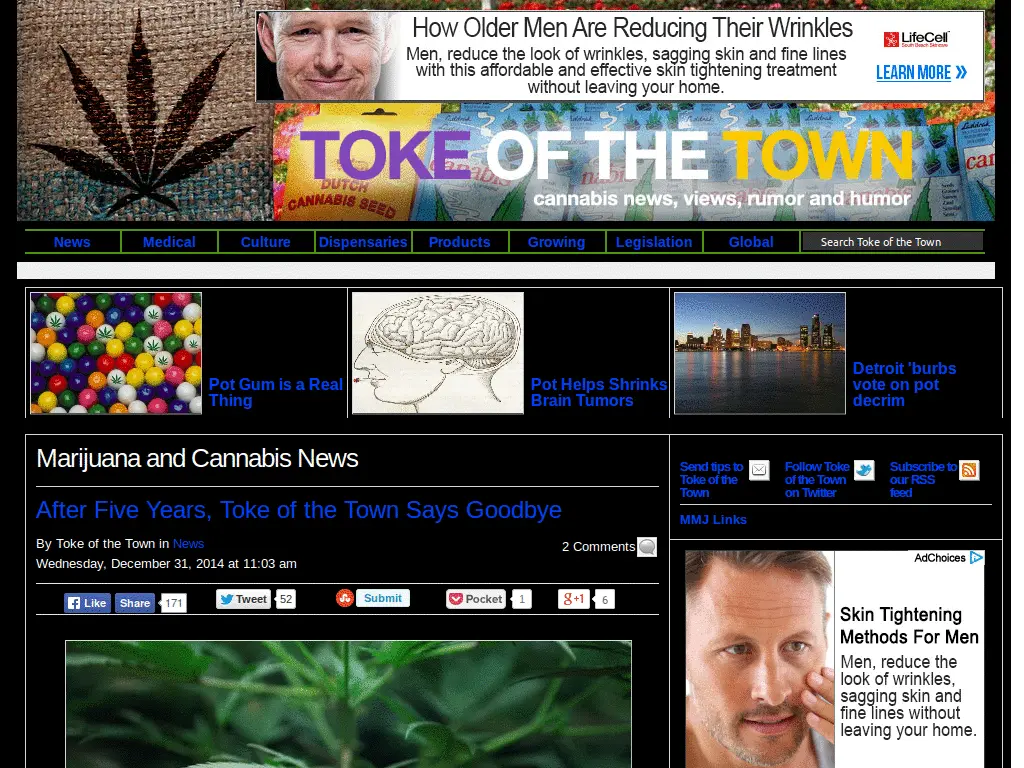 How Older Men Are Reducing Their Wrinkles
Men, reduce the look of wrinkles, sagging skin and fine lines
with this affordable and effective skin tightening treatment
without leaving your home.
LifeCell
South Beach Skincare
LEARN MORE »
TOKE OF THE TOWN
cannabis news, views, rumor and humor
DUTCH
CANNABIS SEED
News
Medical
Culture
Dispensaries
Products
Growing
Legislation
Global
Search Toke of the Town
Pot Gum is a Real
Thing
Pot Helps Shrinks
Brain Tumors
Detroit 'burbs
vote on pot
decrim
Marijuana and Cannabis News
After Five Years, Toke of the Town Says Goodbye
By Toke of the Town in News
2 Comments
Wednesday, December 31, 2014 at 11:03 am
Like
Share
171
Tweet
52
Submit
Pocket
1
g+1
6
Send tips to
Toke of the
Town
Follow Toke
of the Town
on Twitter
Subscribe to
our RSS
feed
MMJ Links
AdChoices
Skin Tightening
Methods For Men
Men, reduce the
look of wrinkles,
sagging skin and
fine lines without
leaving your home.